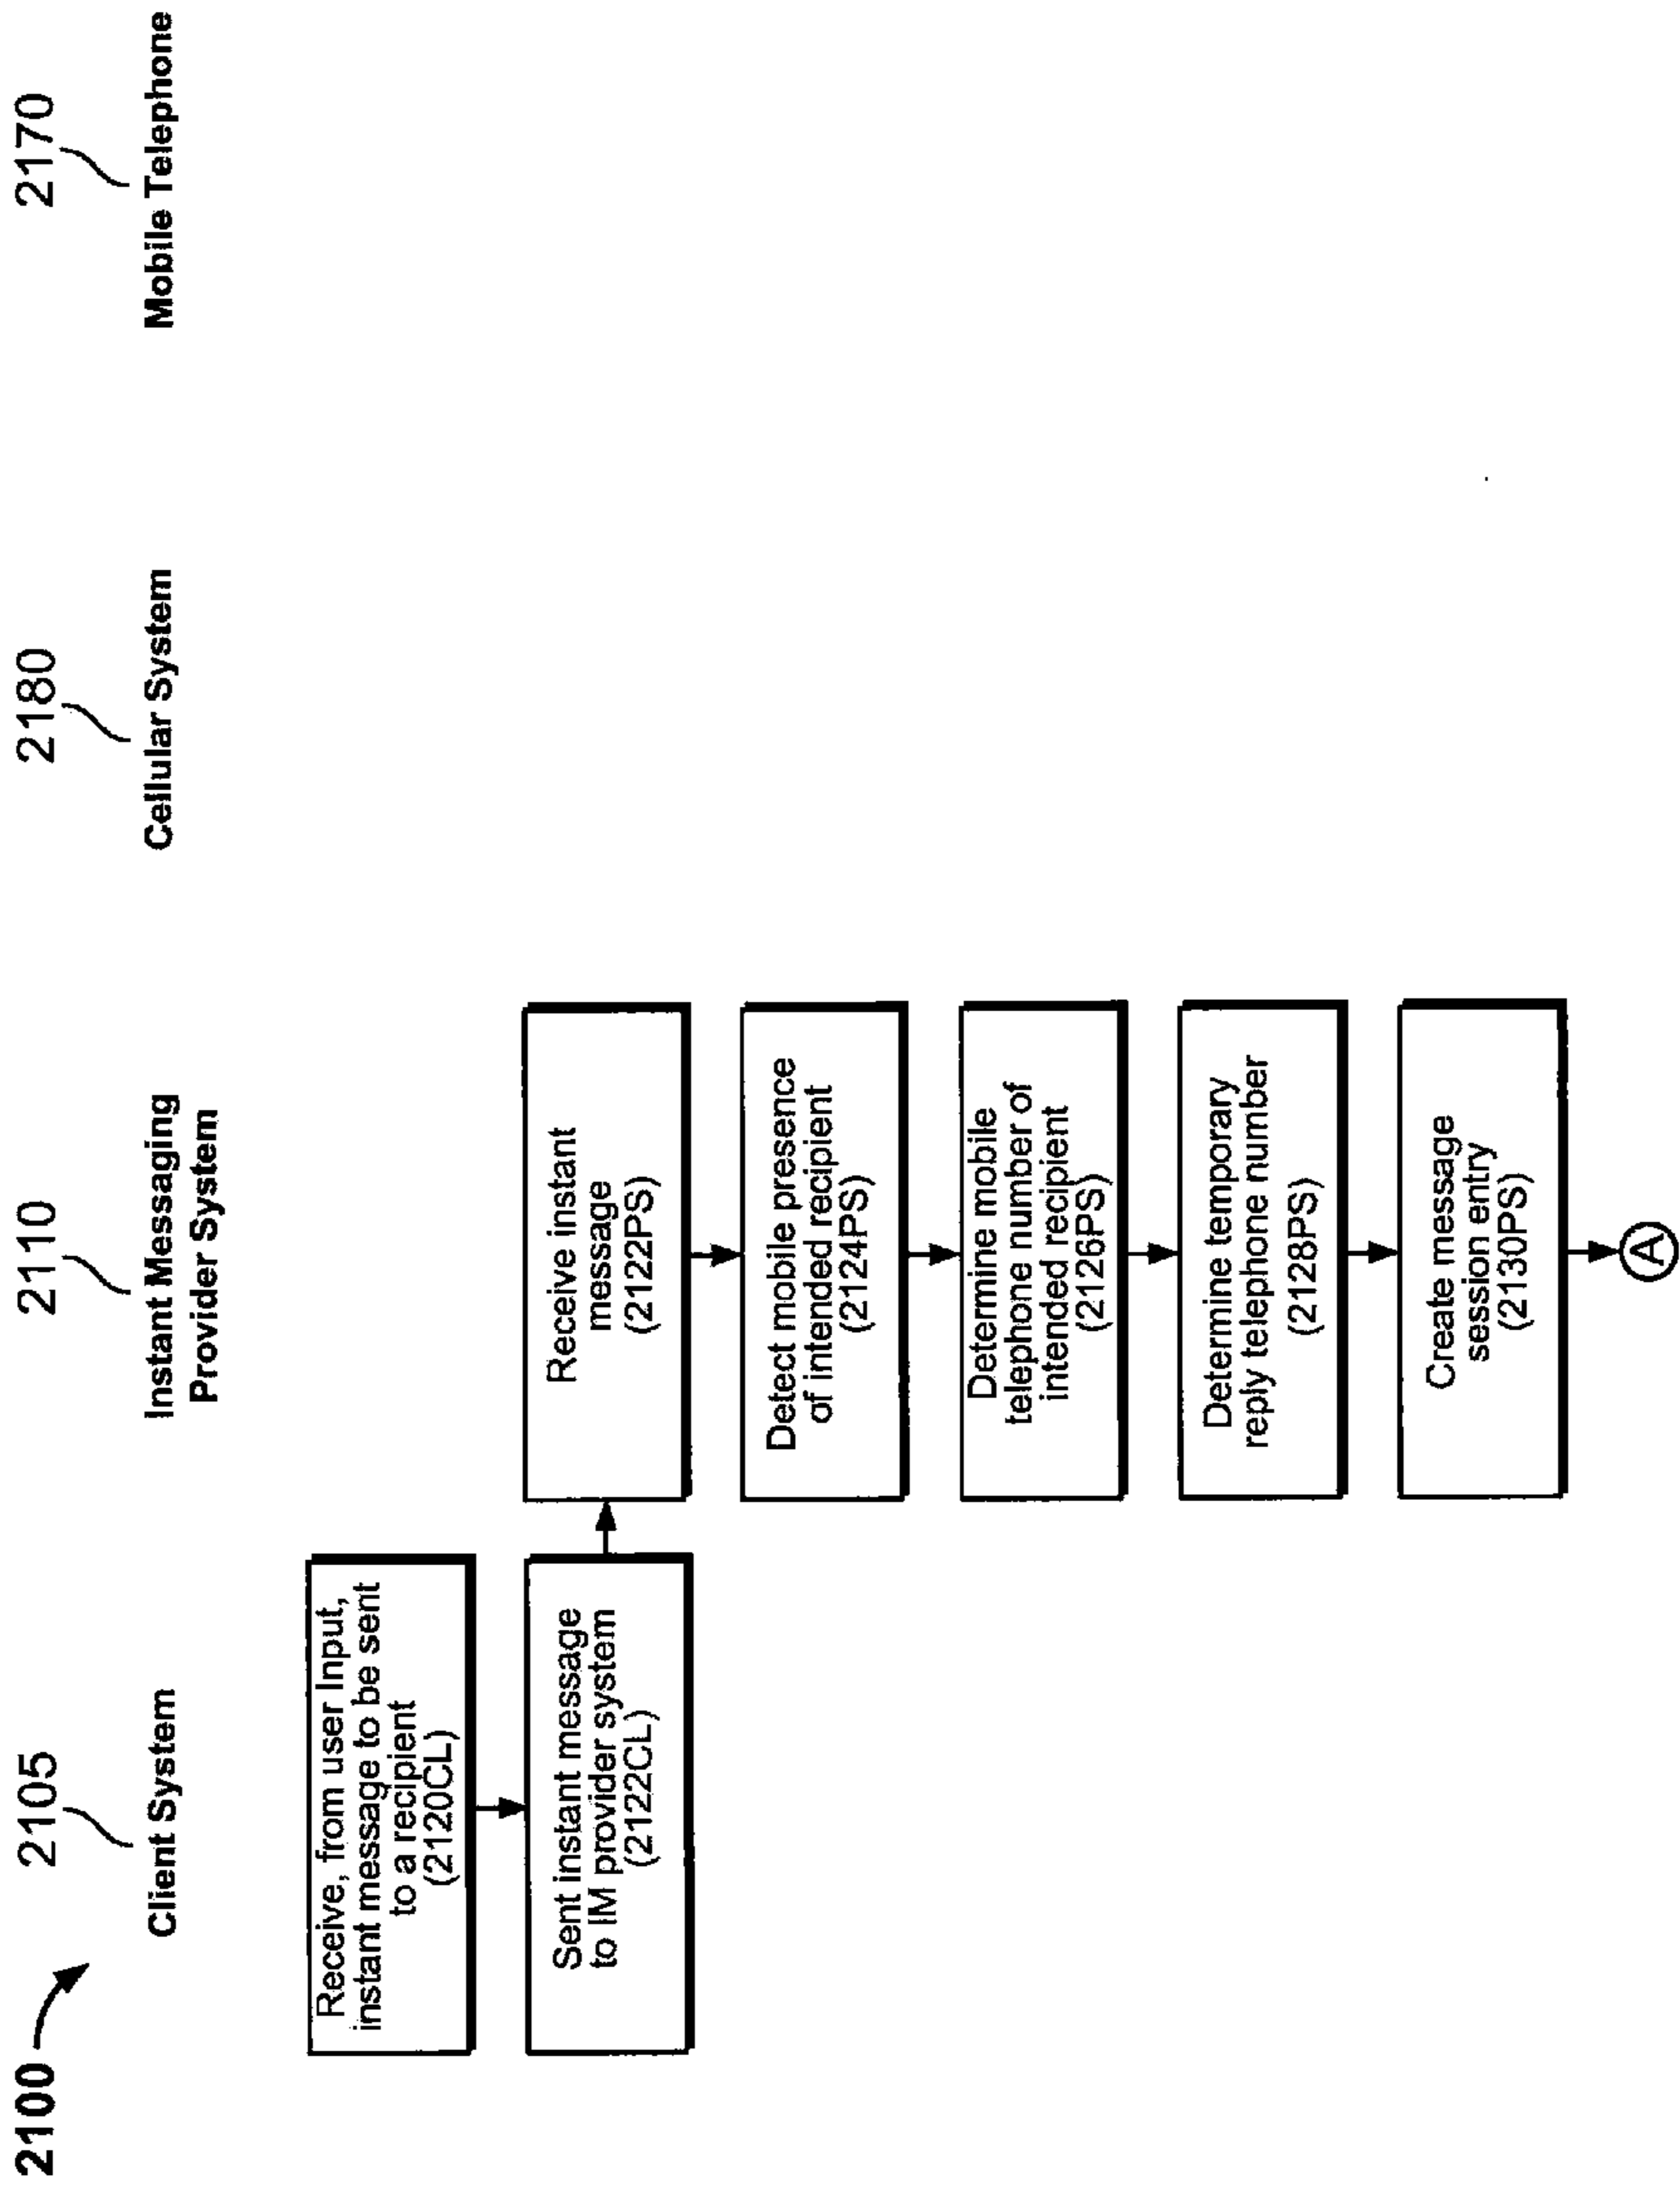 2100
2105
2110
2180
2170
Client System
Instant Messaging
Provider System
Cellular System
Mobile Telephone
Receive, from user Input,
instant message to be sent
to a recipient
(2120CL)
Sent instant message
to IM provider system
(2122CL)
Receive instant
message
(2122PS)
Detect mobile presence
of intended recipient
(2124PS)
Determine mobile
telephone number of
intended recipient
(2126PS)
Determine temporary
reply telephone number
(2128PS)
Create message
session entry
(2130PS)
A